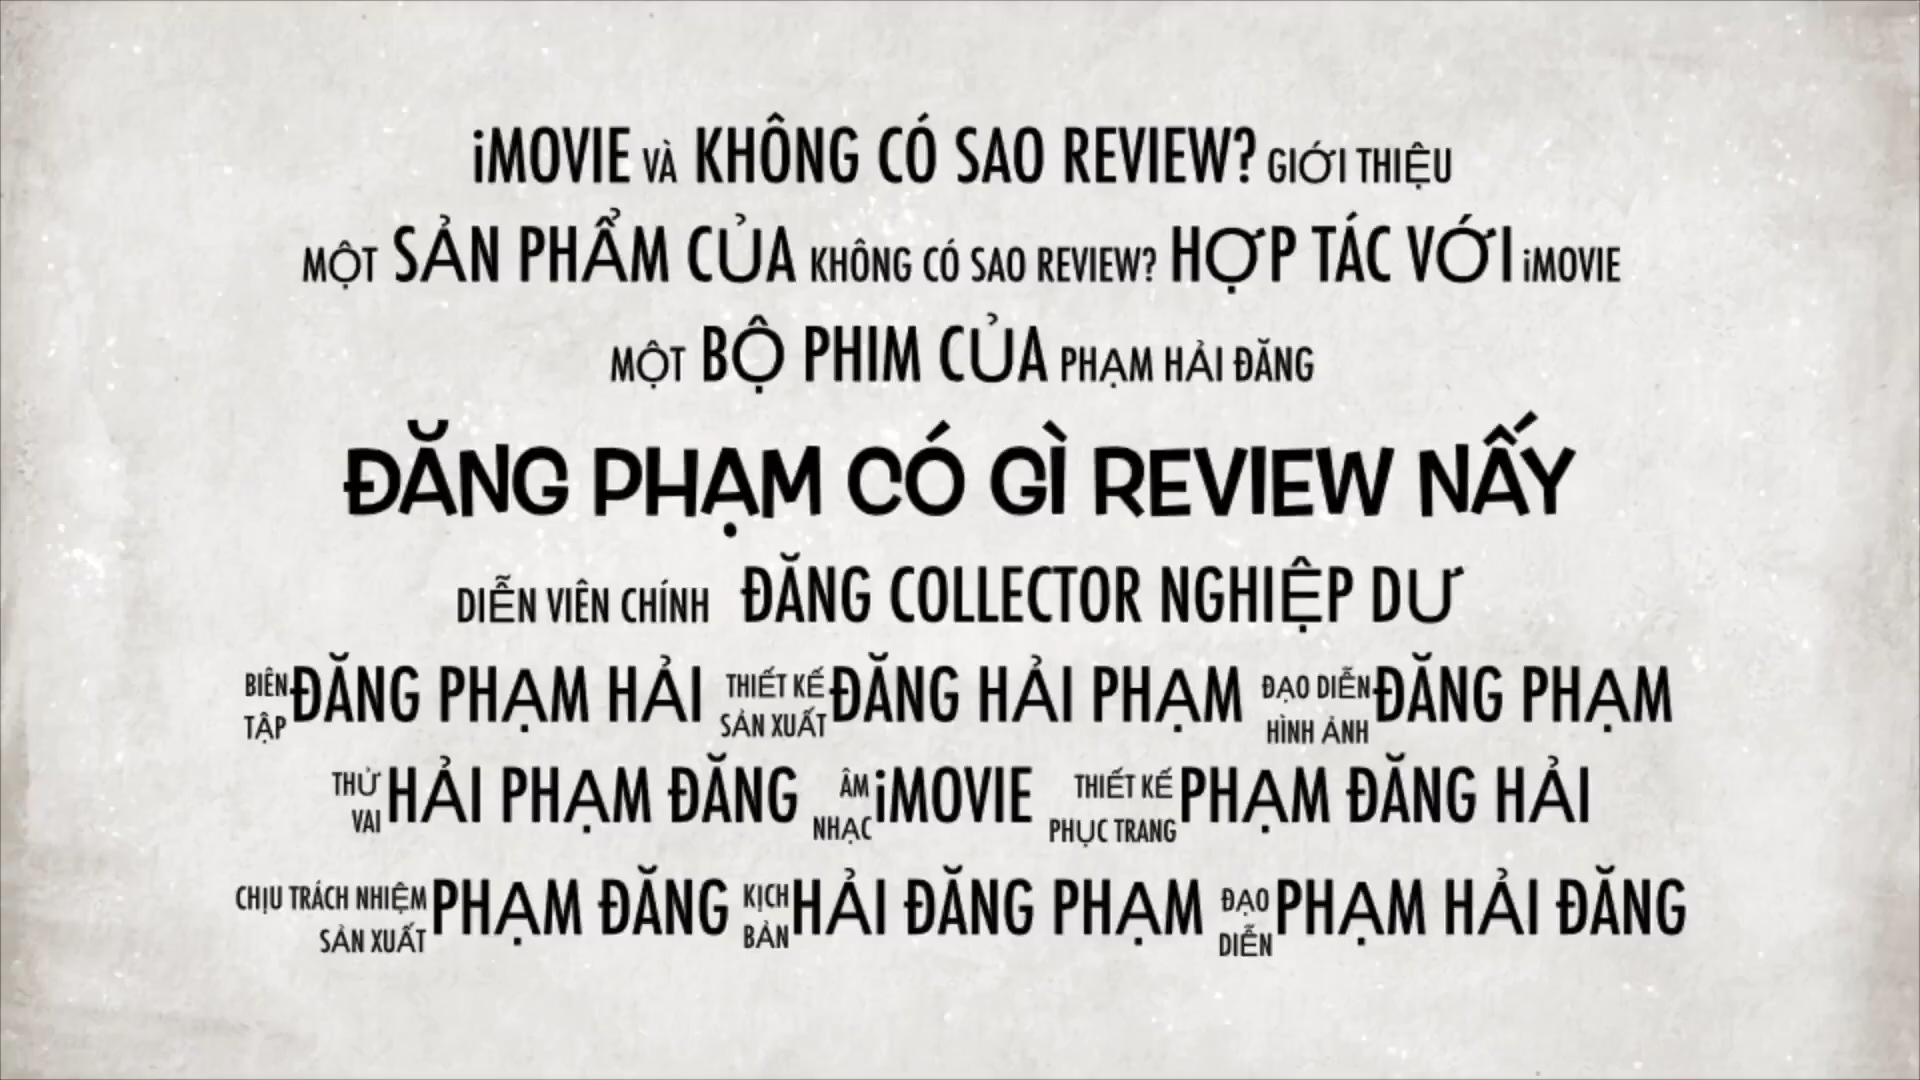 iMOVIE VÀ KHÔNG CÓ SAO REVIEW? GIỚI THIỆU
MỘT SẢN PHẨM CỦA KHÔNG CÓ SAO REVIEW? HỢP TÁC VỚI iMOVIE
MỘT BỘ PHIM CỦA PHẠM HẢI ĐĂNG
ĐĂNG PHẠM CÓ GÌ REVIEW NẤY
DIỄN VIÊN CHÍNH ĐĂNG COLLECTOR NGHIỆP DƯ
BIÊN TẬP ĐĂNG PHẠM HẢI THIẾT KẾ SẢN XUẤT ĐĂNG HẢI PHẠM ĐẠO DIỄN HÌNH ẢNH ĐĂNG PHẠM
THỬ VAI HẢI PHẠM ĐĂNG ÂM NHẠC iMOVIE THIẾT KẾ PHỤC TRANG PHẠM ĐĂNG HẢI
CHỊU TRÁCH NHIỆM SẢN XUẤT PHẠM ĐĂNG KỊCH BẢN HẢI ĐĂNG PHẠM ĐẠO DIỄN PHẠM HẢI ĐĂNG